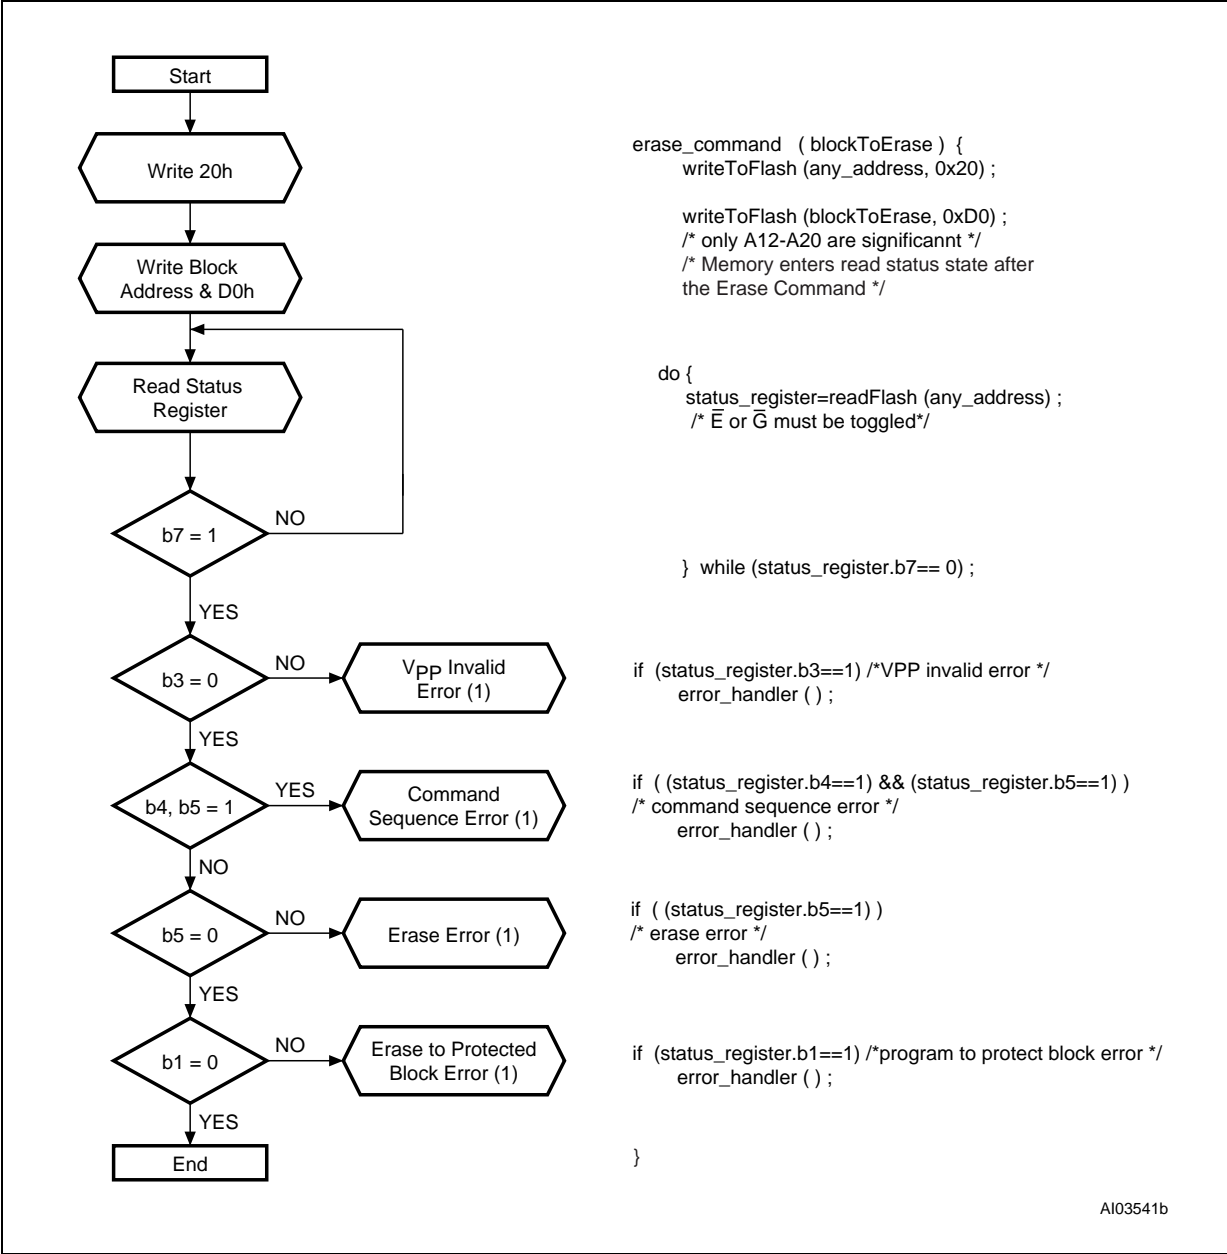 Start
Write 20h
Write Block
Address & D0h
Read Status
Register
b7 = 1
NO
YES
b3 = 0
NO
VPP Invalid
Error (1)
YES
b4, b5 = 1
YES
Command
Sequence Error (1)
NO
b5 = 0
NO
Erase Error (1)
YES
b1 = 0
NO
Erase to Protected
Block Error (1)
YES
End
erase_command ( blockToErase ) {
writeToFlash (any_address, 0x20) ;
writeToFlash (blockToErase, 0xD0) ;
/* only A12-A20 are significannt */
/* Memory enters read status state after
the Erase Command */
do {
status_register=readFlash (any_address) ;
/* E̅ or G̅ must be toggled*/
} while (status_register.b7== 0) ;
if (status_register.b3==1) /*VPP invalid error */
error_handler ( ) ;
if ( (status_register.b4==1) && (status_register.b5==1) )
/* command sequence error */
error_handler ( ) ;
if ( (status_register.b5==1) )
/* erase error */
error_handler ( ) ;
if (status_register.b1==1) /*program to protect block error */
error_handler ( ) ;
}
AI03541b